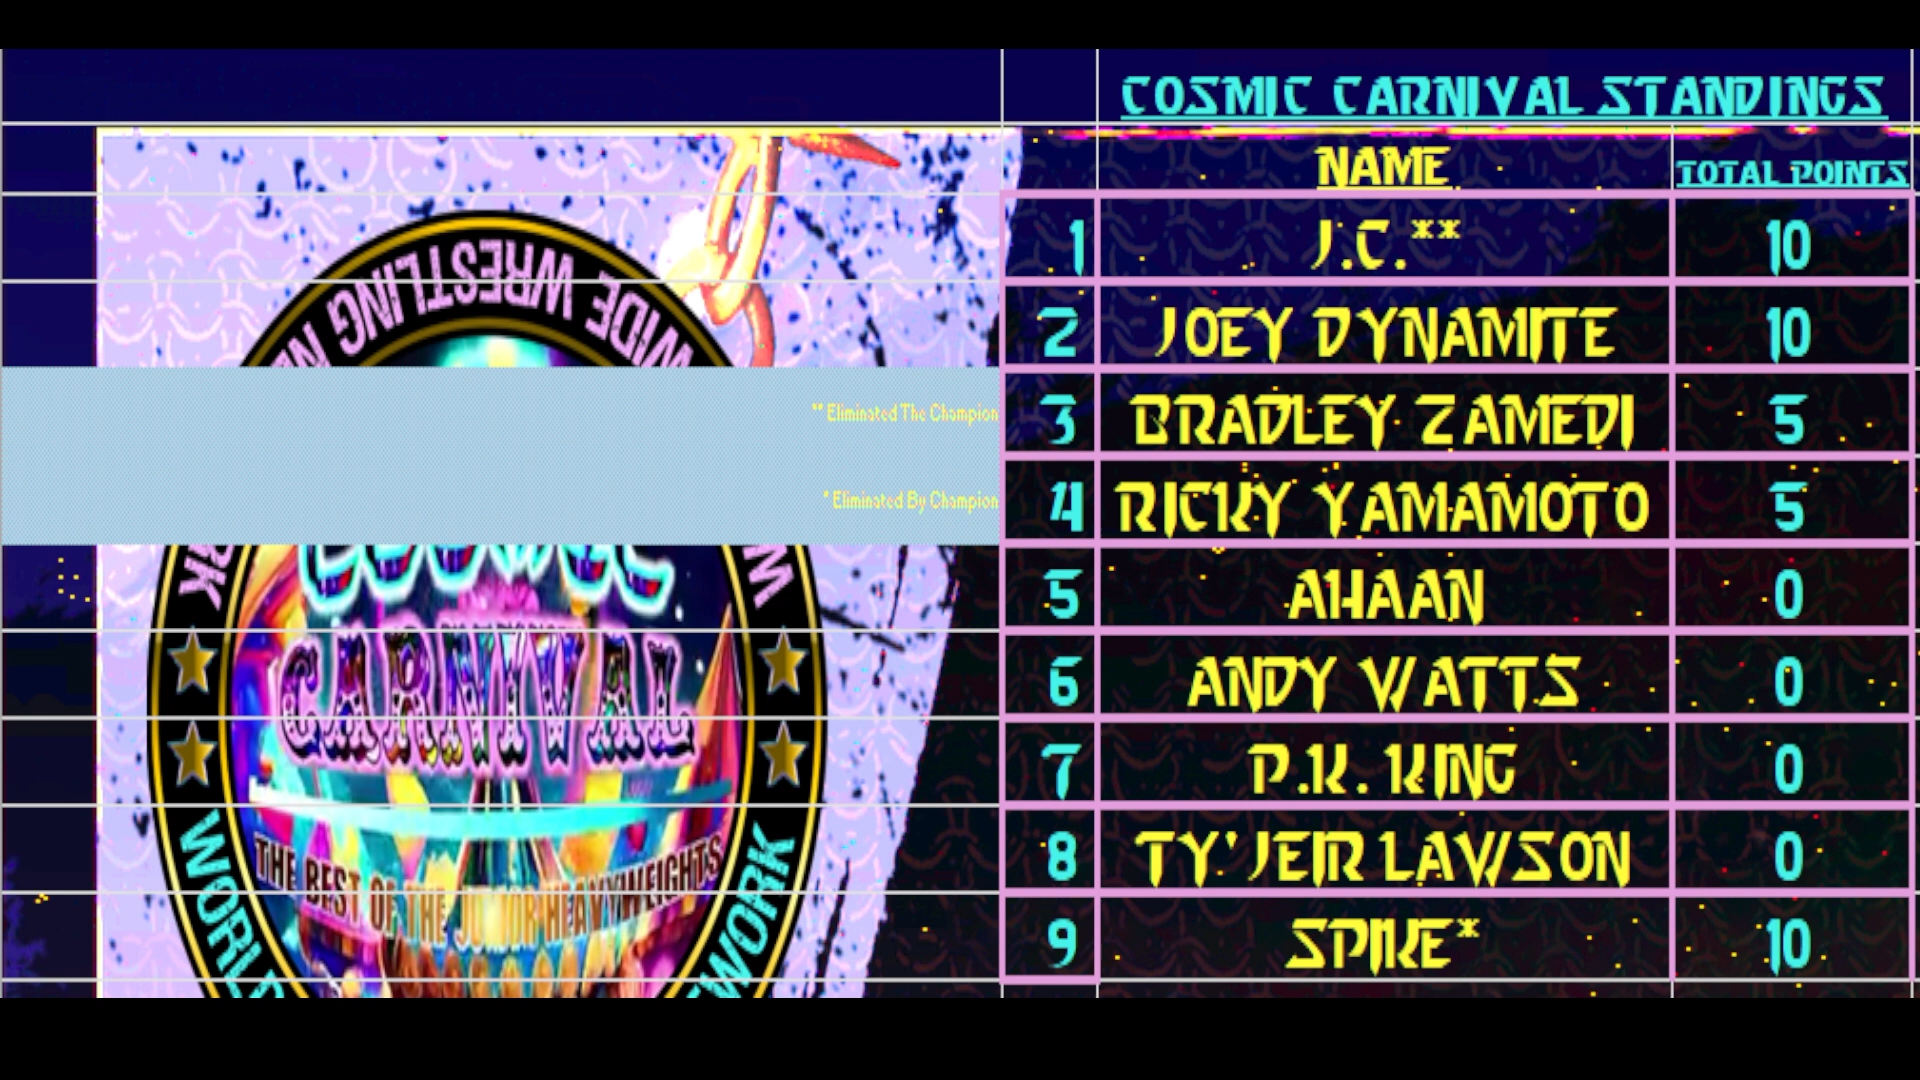 COSMIC CARNIVAL STANDINGS
NAME TOTAL POINTS
1 J.C. ** 10
2 JOEY DYNAMITE 10
3 BRADLEY ZAMEDI 5
4 RICKY YAMAMOTO 5
5 AHAAN 0
6 ANDY WATTS 0
7 P.K. KING 0
8 TY'JEIR LAWSON 0
9 SPIKE* 10
** Eliminated The Champion
* Eliminated By Champion
WIDE WRESTLING
CARNIVAL
THE BEST OF THE JUNIOR HEAVYWEIGHTS